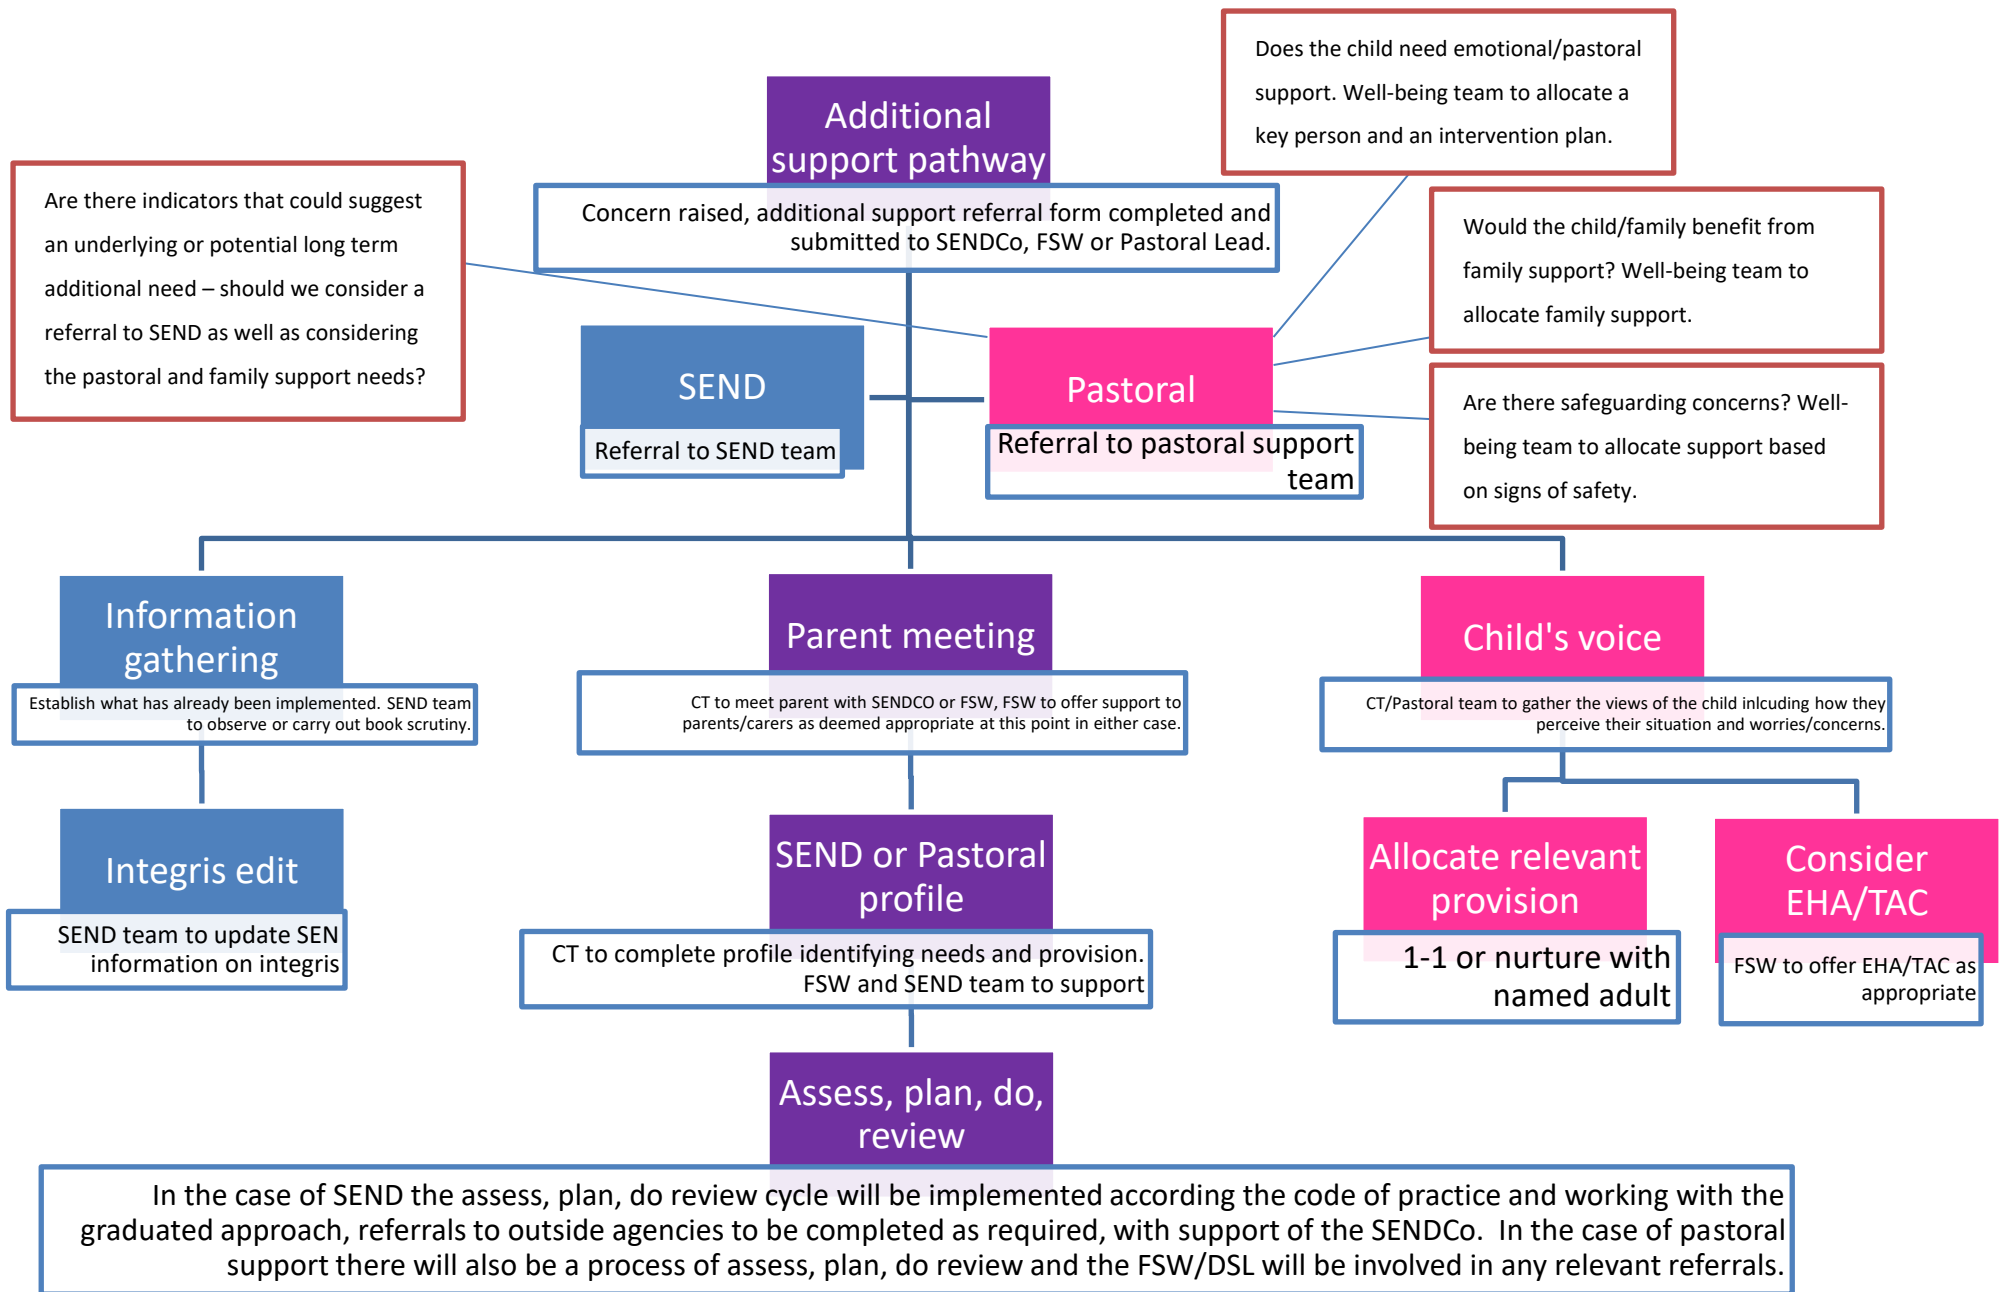 Additional
support pathway
Concern raised, additional support referral form completed and
submitted to SENDCo, FSW or Pastoral Lead.
Does the child need emotional/pastoral
support. Well-being team to allocate a
key person and an intervention plan.
Are there indicators that could suggest
an underlying or potential long term
additional need – should we consider a
referral to SEND as well as considering
the pastoral and family support needs?
Would the child/family benefit from
family support? Well-being team to
allocate family support.
SEND
Referral to SEND team
Pastoral
Referral to pastoral support
team
Are there safeguarding concerns? Well-
being team to allocate support based
on signs of safety.
Information
gathering
Establish what has already been implemented. SEND team
to observe or carry out book scrutiny.
Parent meeting
CT to meet parent with SENDCO or FSW, FSW to offer support to
parents/carers as deemed appropriate at this point in either case.
Child's voice
CT/Pastoral team to gather the views of the child inlcuding how they
perceive their situation and worries/concerns.
Integris edit
SEND team to update SEN
information on integris
SEND or Pastoral
profile
CT to complete profile identifying needs and provision.
FSW and SEND team to support
Allocate relevant
provision
1-1 or nurture with
named adult
Consider
EHA/TAC
FSW to offer EHA/TAC as
appropriate
Assess, plan, do,
review
In the case of SEND the assess, plan, do review cycle will be implemented according the code of practice and working with the
graduated approach, referrals to outside agencies to be completed as required, with support of the SENDCo.  In the case of pastoral
support there will also be a process of assess, plan, do review and the FSW/DSL will be involved in any relevant referrals.